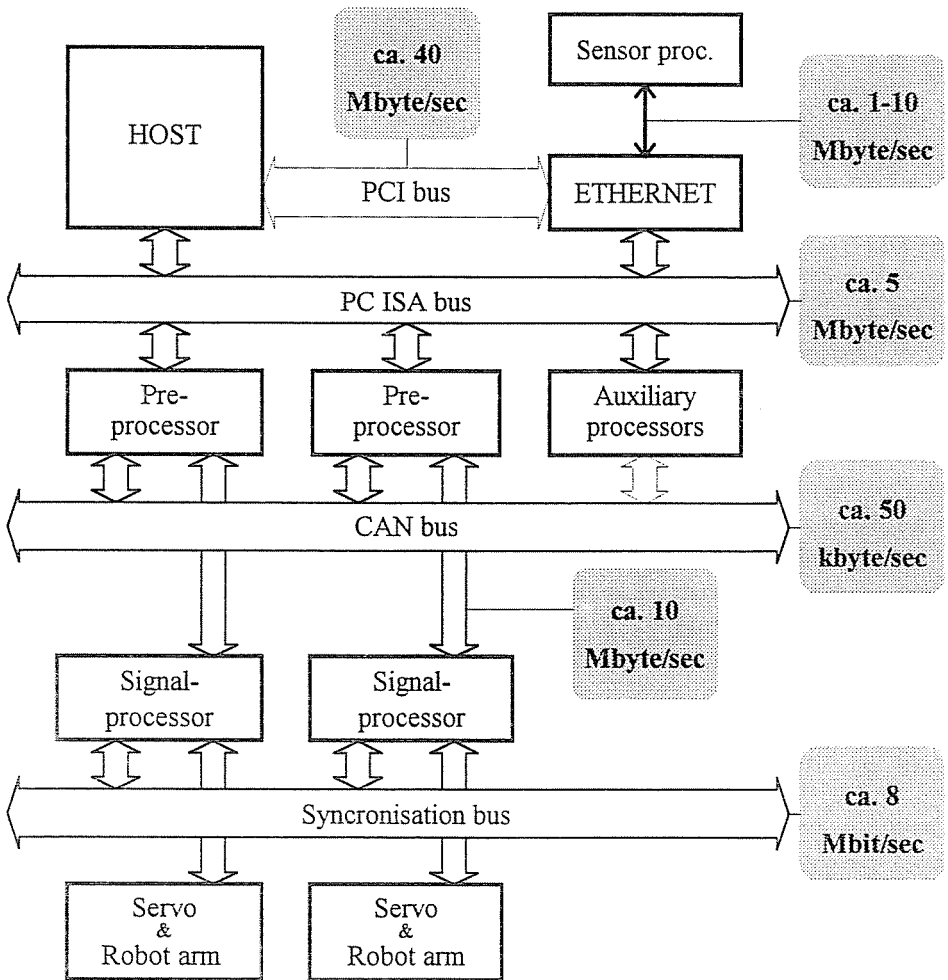 HOST
ca. 40
Mbyte/sec
Sensor proc.
ca. 1-10
Mbyte/sec
PCI bus
ETHERNET
PC ISA bus
ca. 5
Mbyte/sec
Pre-
processor
Pre-
processor
Auxiliary
processors
CAN bus
ca. 50
kbyte/sec
ca. 10
Mbyte/sec
Signal-
processor
Signal-
processor
Syncronisation bus
ca. 8
Mbit/sec
Servo
&
Robot arm
Servo
&
Robot arm